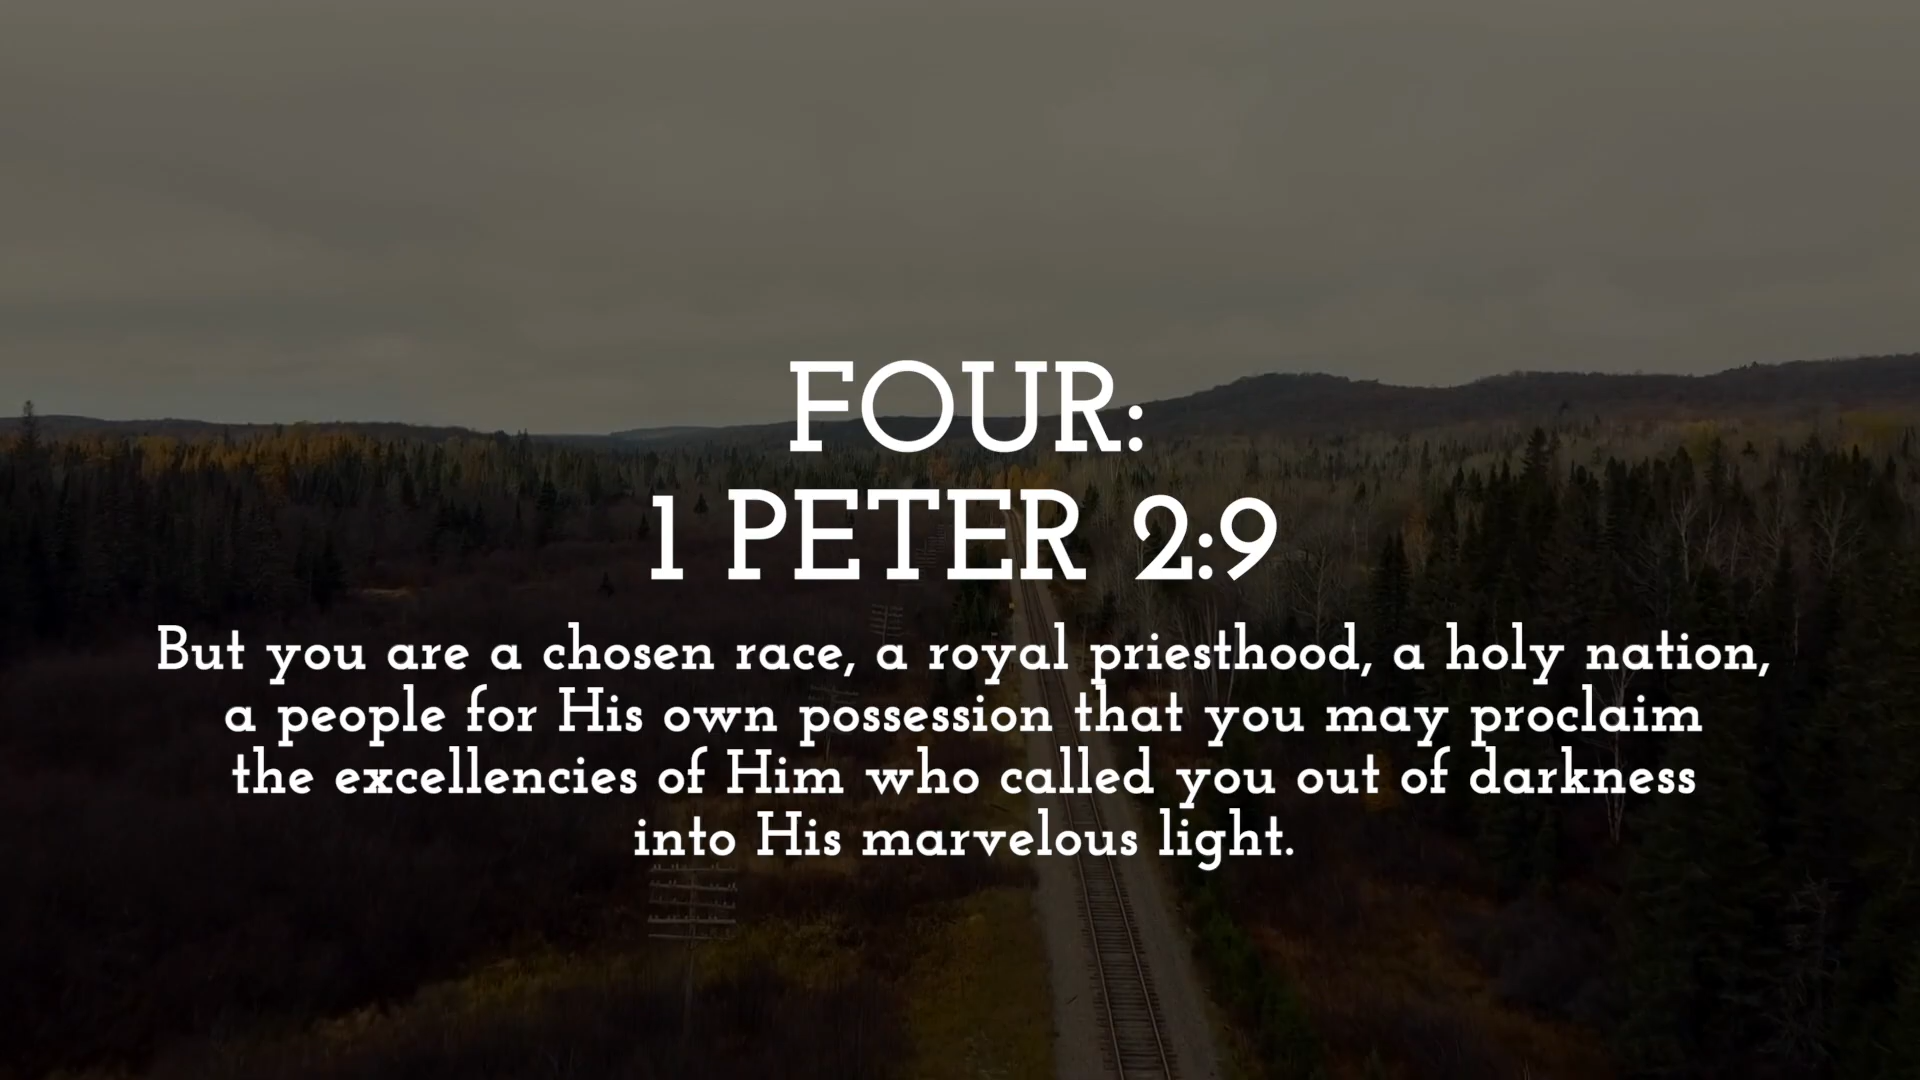 FOUR:
1 PETER 2:9
But you are a chosen race, a royal priesthood, a holy nation,
a people for His own possession that you may proclaim
the excellencies of Him who called you out of darkness
into His marvelous light.